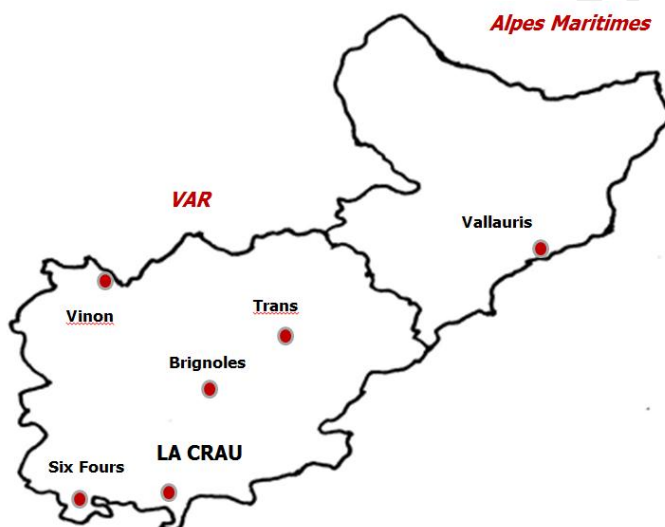 Alpes Maritimes
VAR
Vallauris
Vinon
Trans
Brignoles
LA CRAU
Six Fours